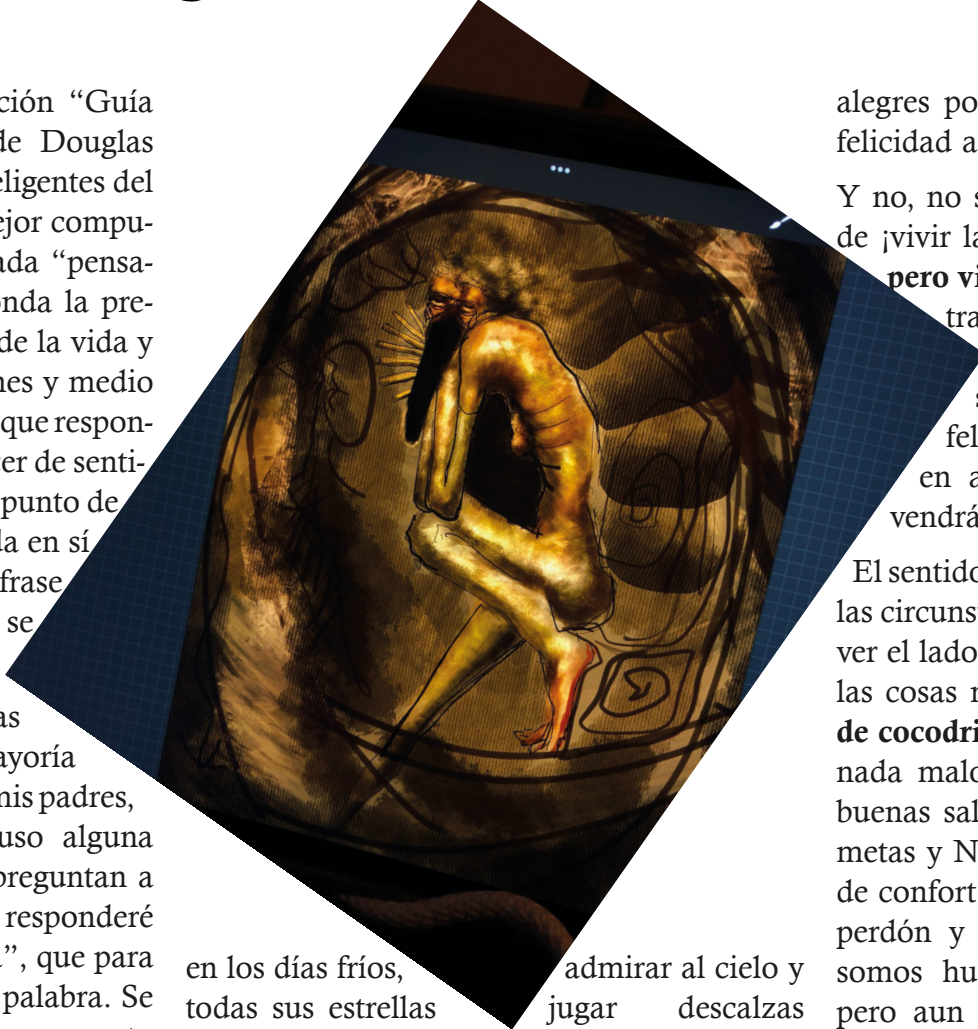 ción “Guía
de Douglas
eligentes del
ejor compu-
ada “pensa-
onda la pre-
de la vida y
nes y medio
que respon-
cer de senti-
punto de
da en sí
frase
se
as
ayoría
mis padres,
uso alguna
preguntan a
responderé
”, que para
palabra. Se
en los días fríos,
todas sus estrellas
admirar al cielo y
jugar descalzas
alegres po
felicidad a
Y no, no s
de ¡vivir la
pero vi
tra
s
fel
en a
vendrá
El sentido
las circuns
ver el lado
las cosas
de cocodri
nada malo
buenas sal
metas y N
de confort
perdón y
somos hu
pero aun